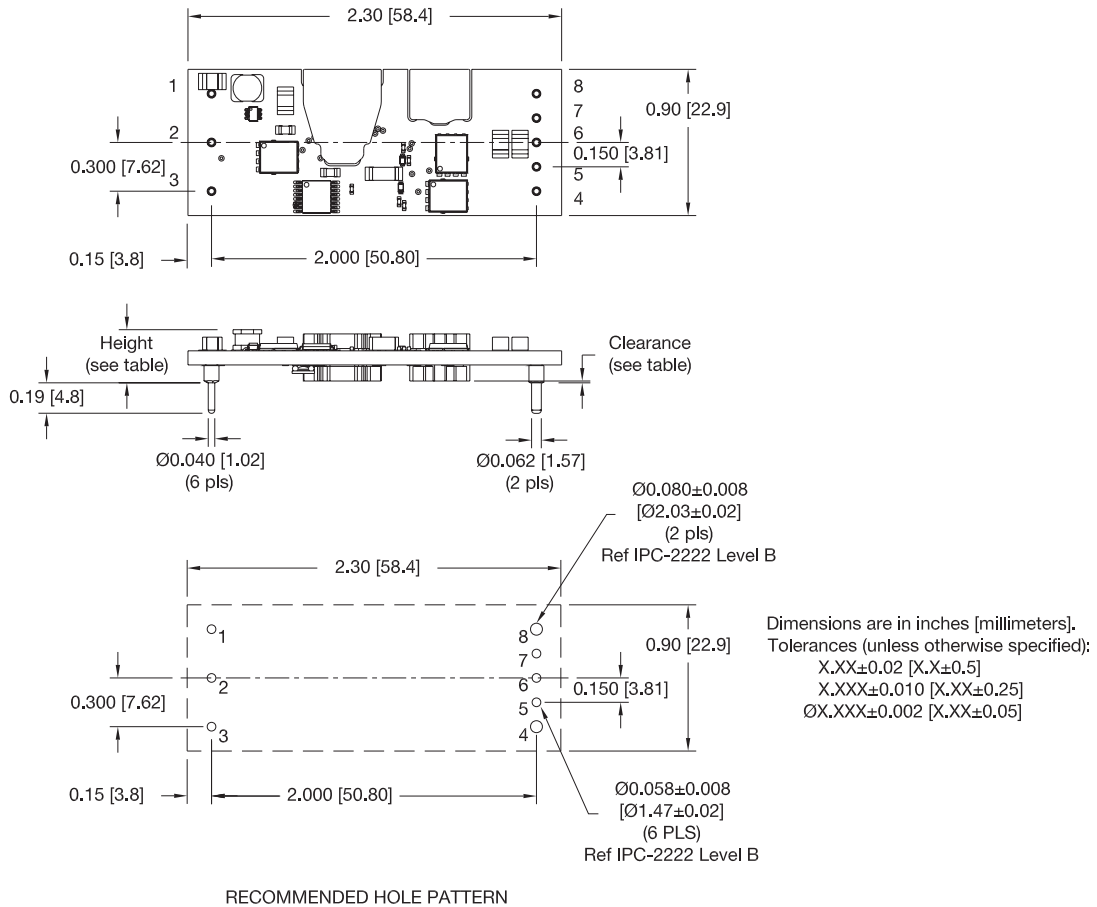 2.30 [58.4]
1
8
7
0.90 [22.9]
2
6
0.300 [7.62]
0.150 [3.81]
3
5
4
0.15 [3.8]
2.000 [50.80]
Height
(see table)
Clearance
(see table)
0.19 [4.8]
Ø0.040 [1.02]
(6 pls)
Ø0.062 [1.57]
(2 pls)
Ø0.080±0.008
[Ø2.03±0.02]
(2 pls)
Ref IPC-2222 Level B
2.30 [58.4]
1
8
7
0.90 [22.9]
2
6
0.300 [7.62]
0.150 [3.81]
5
3
4
0.15 [3.8]
2.000 [50.80]
Ø0.058±0.008
[Ø1.47±0.02]
(6 PLS)
Ref IPC-2222 Level B
Dimensions are in inches [millimeters].
Tolerances (unless otherwise specified):
X.XX±0.02 [X.X±0.5]
X.XXX±0.010 [X.XX±0.25]
ØX.XXX±0.002 [X.XX±0.05]
RECOMMENDED HOLE PATTERN